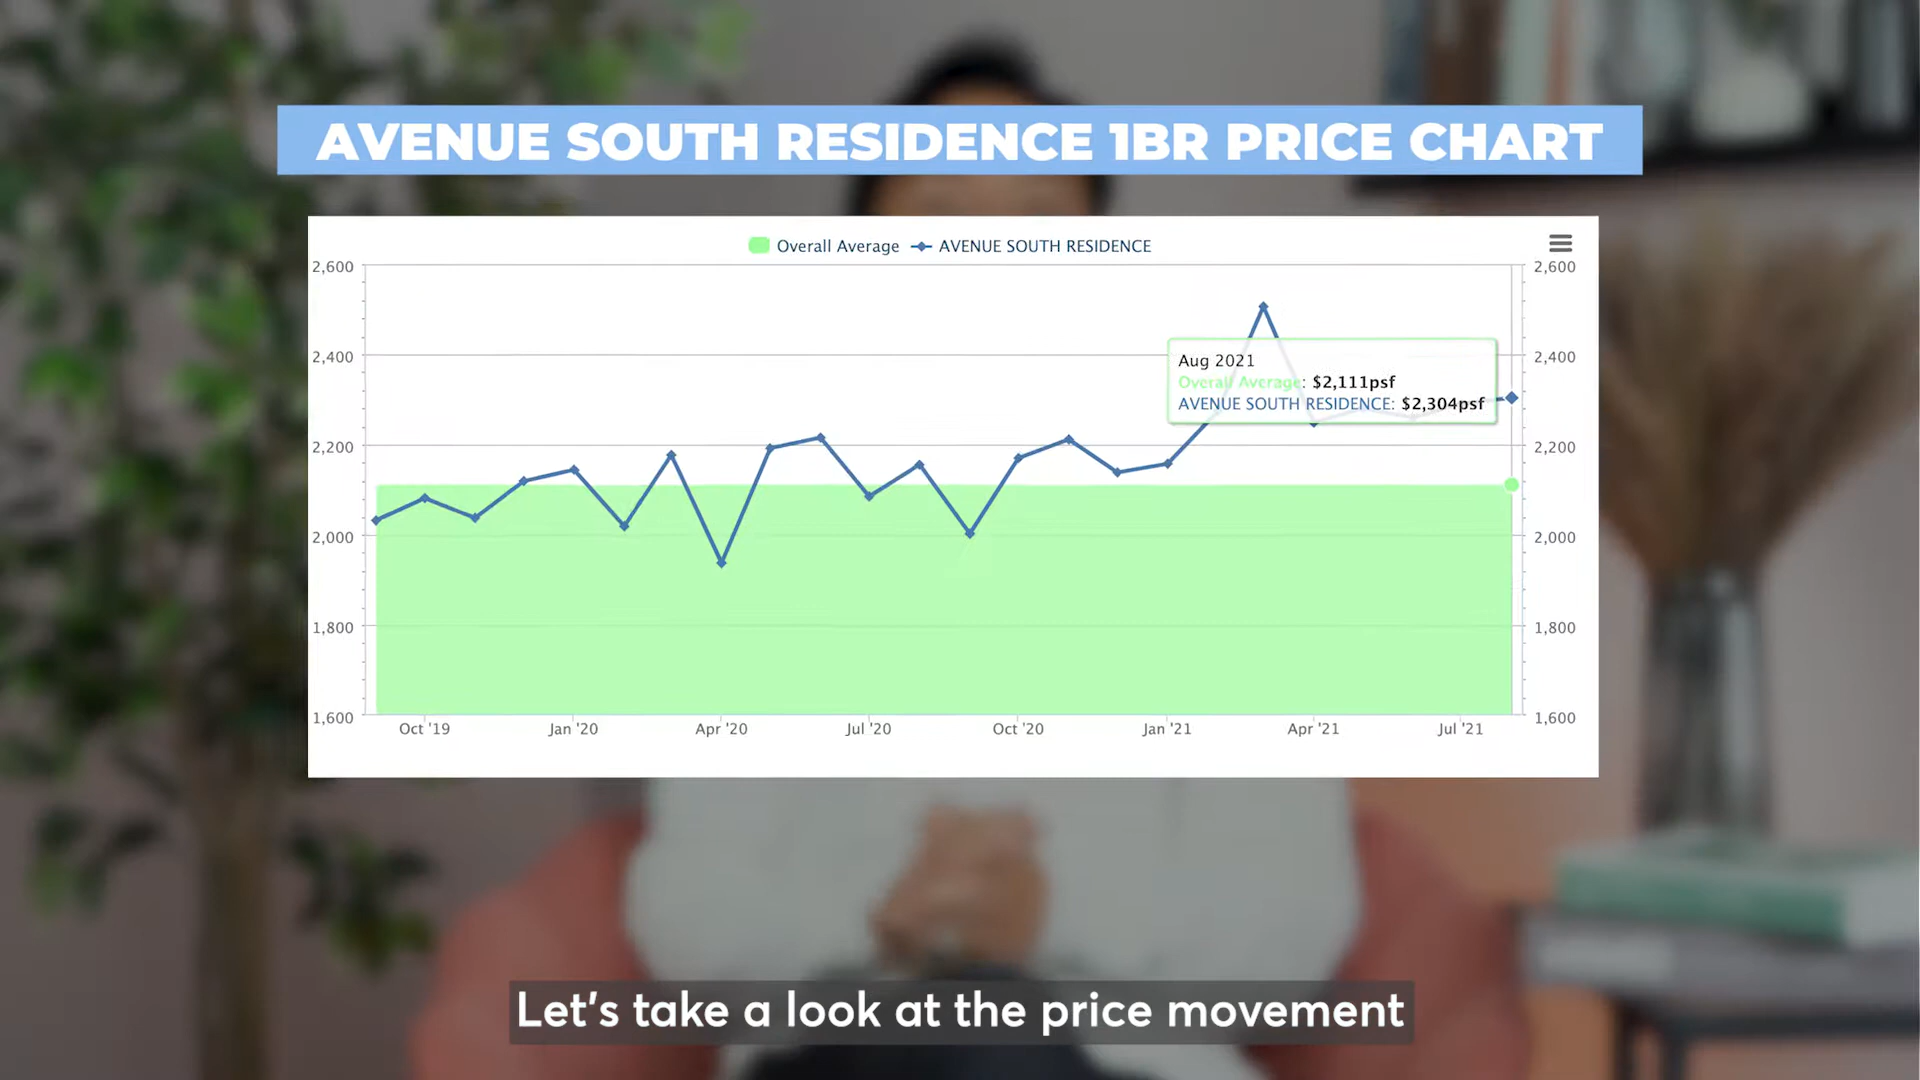 AVENUE SOUTH RESIDENCE 1BR PRICE CHART
Overall Average AVENUE SOUTH RESIDENCE
2,600 2,600
2,400 2,400
Aug 2021
Overall Average: $2,111psf
AVENUE SOUTH RESIDENCE: $2,304psf
2,200 2,200
2,000 2,000
1,800 1,800
1,600 1,600
Oct '19 Jan '20 Apr '20 Jul '20 Oct '20 Jan '21 Apr '21 Jul '21
Let's take a look at the price movement